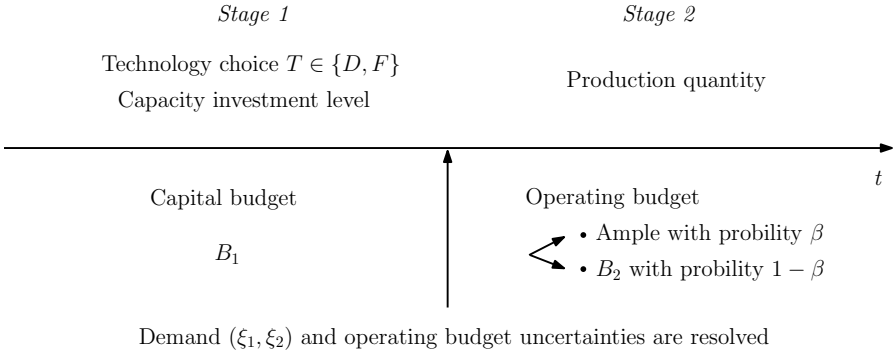 Stage 1
Stage 2
Technology choice T ∈ {D, F}
Capacity investment level
Production quantity
t
Capital budget
B₁
Operating budget
• Ample with probility β
• B₂ with probility 1 − β
Demand (ξ₁, ξ₂) and operating budget uncertainties are resolved